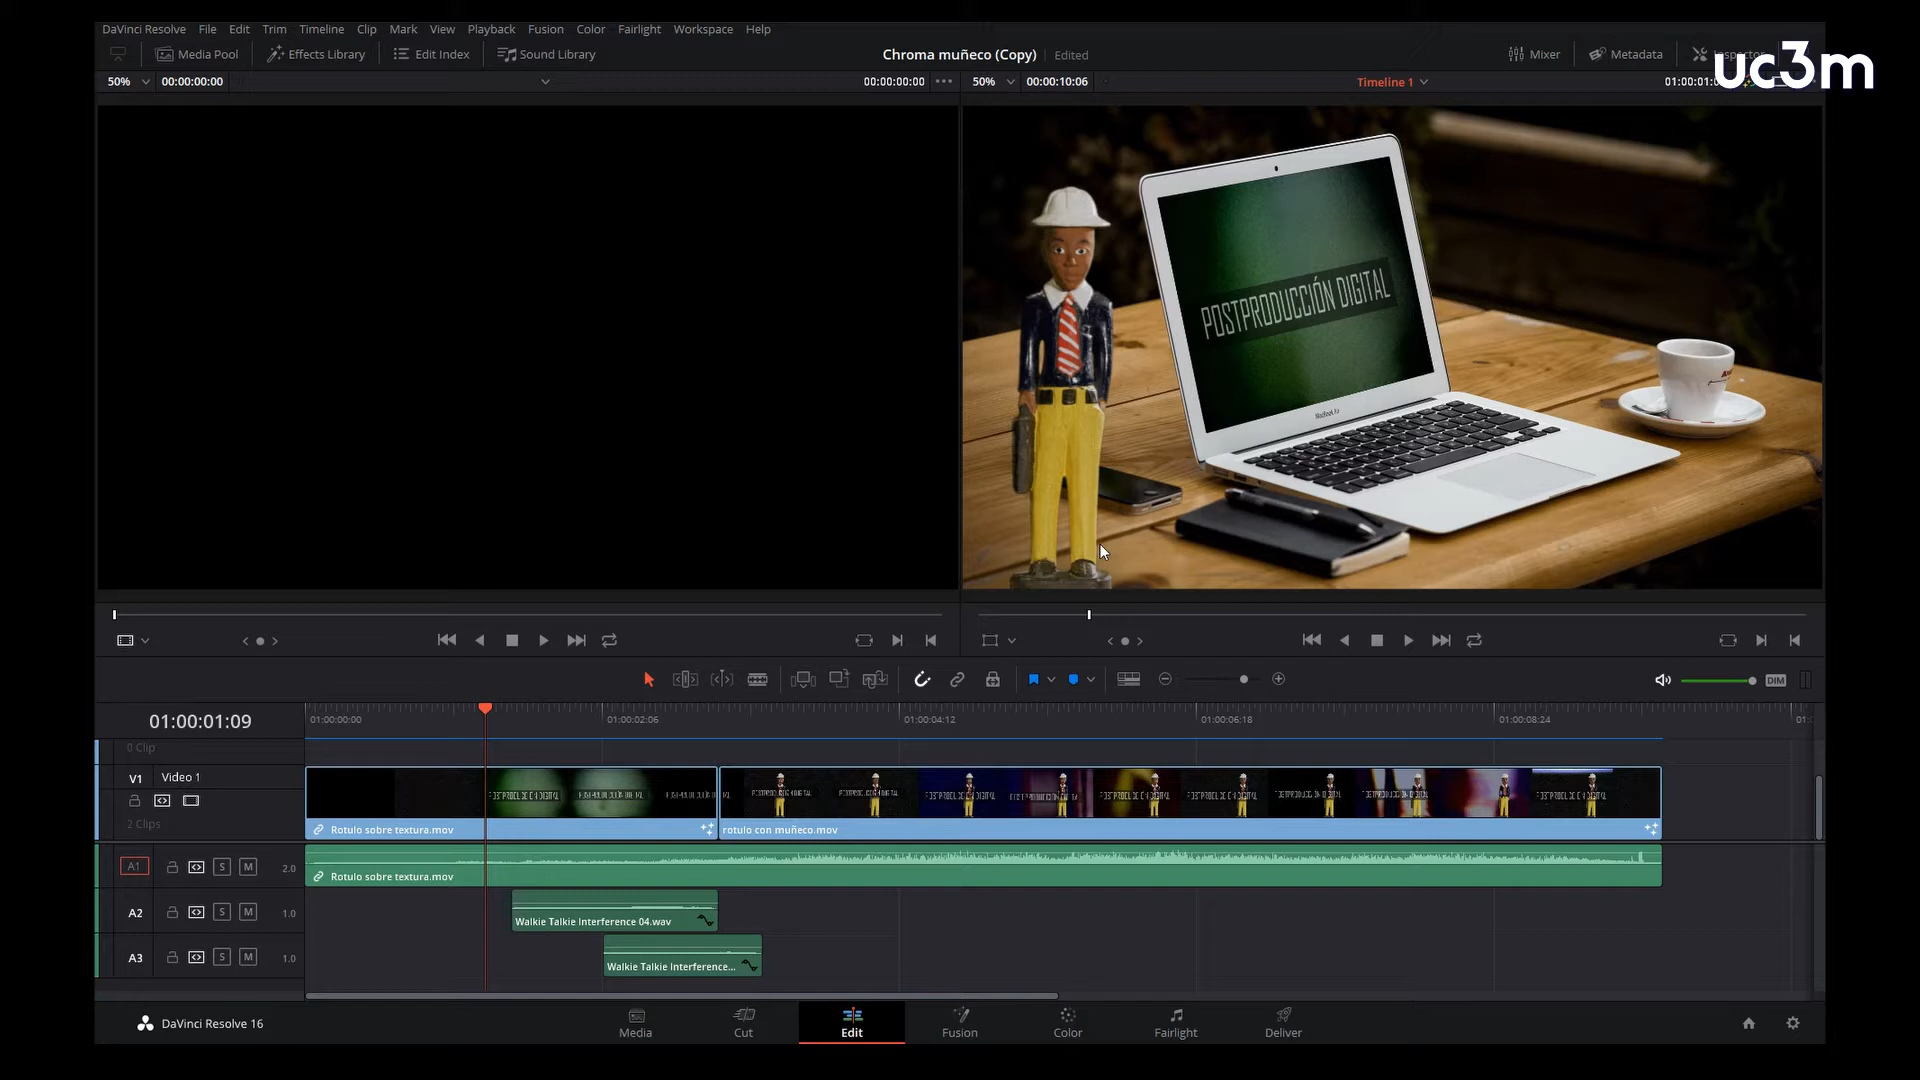 DaVinci Resolve File Edit Trim Timeline Clip Mark View Playback Fusion Color Fairlight Workspace Help
Media Pool Effects Library Edit Index Sound Library Chroma muñeco (Copy) Edited Mixer Metadata
uc3m
50% 00:00:00:00 00:00:00:00 50% 00:00:10:06 Timeline 1
POSTPRODUCCIÓN DIGITAL
MacBook Air
DIM
01:00:01:09 01:00:00:00 01:00:02:06 01:00:04:12 01:00:06:18 01:00:08:24
0 Clip
V1 Video 1
2 Clips
Rotulo sobre textura.mov rotulo con muñeco.mov
A1 S M 2.0
Rotulo sobre textura.mov
A2 S M 1.0
Walkie Talkie Interference 04.wav
A3 S M 1.0
Walkie Talkie Interference...
DaVinci Resolve 16 Media Cut Edit Fusion Color Fairlight Deliver